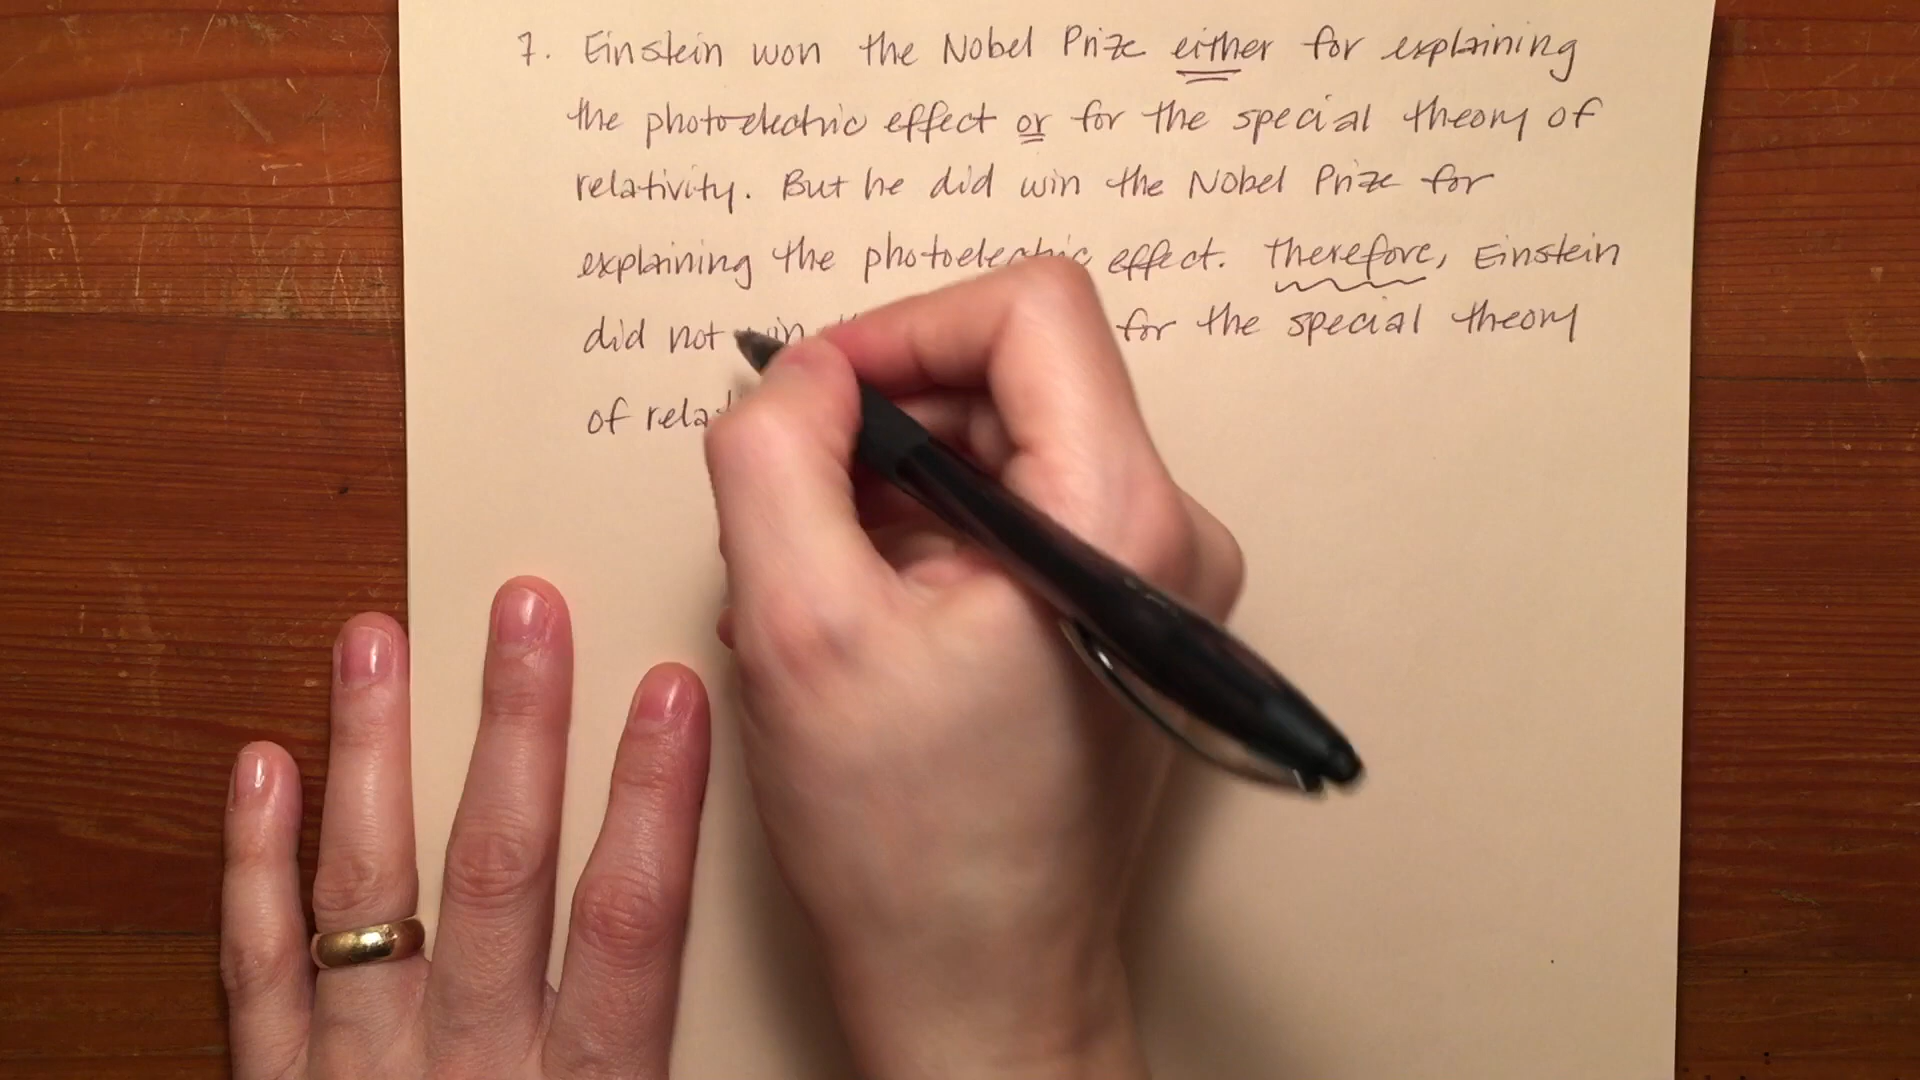 7. Einstein won the Nobel Prize either for explaining
the photoelectric effect or for the special theory of
relativity. But he did win the Nobel Prize for
explaining the photoelectric effect. Therefore, Einstein
did not win for the special theory
of